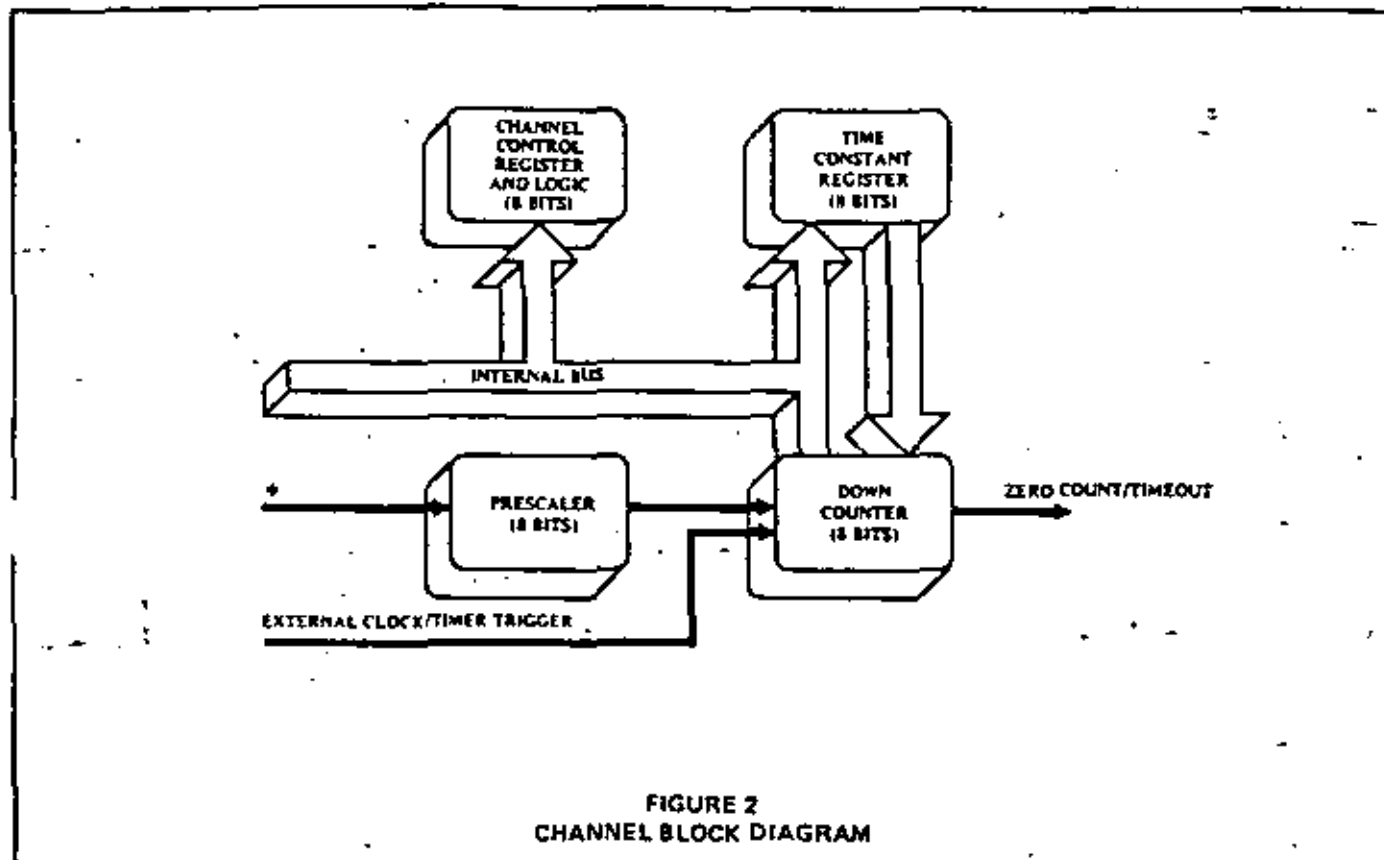 CHANNEL
CONTROL
REGISTER
AND LOGIC
(8 BITS)
TIME
CONSTANT
REGISTER
(8 BITS)
INTERNAL BUS
PRESCALER
(8 BITS)
DOWN
COUNTER
(8 BITS)
ZERO COUNT/TIMEOUT
EXTERNAL CLOCK/TIMER TRIGGER
FIGURE 2
CHANNEL BLOCK DIAGRAM